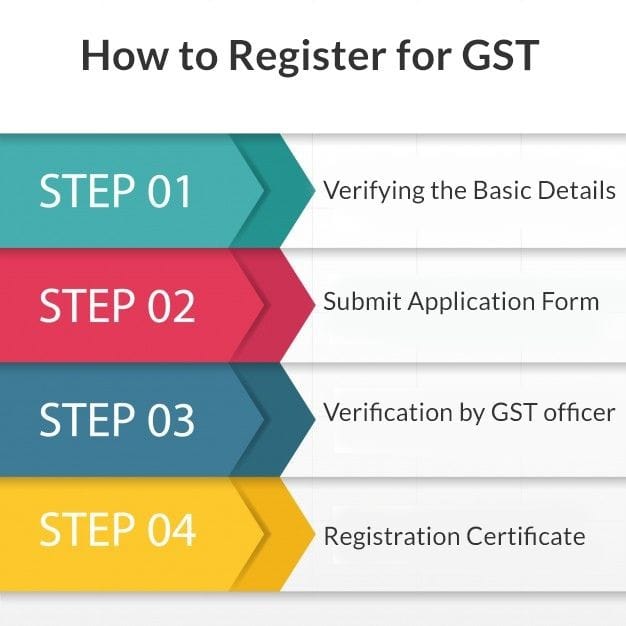 How to Register for GST
STEP 01
Verifying the Basic Details
STEP 02
Submit Application Form
STEP 03
Verification by GST officer
STEP 04
Registration Certificate